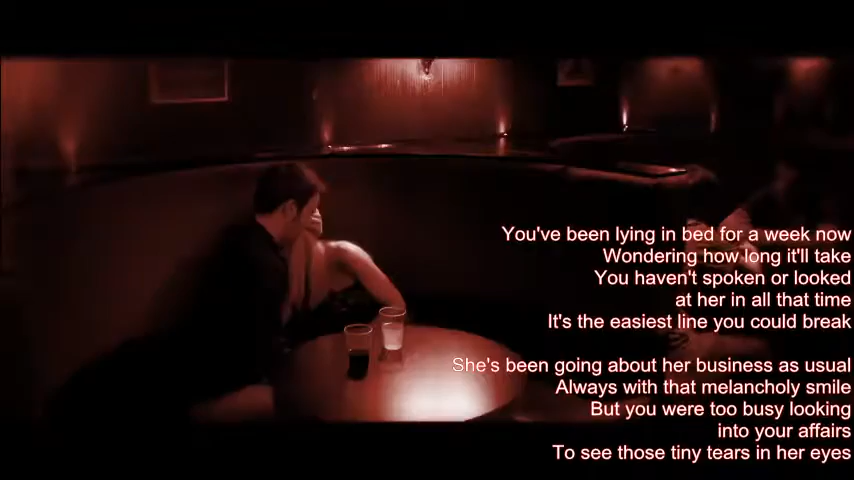 You've been lying in bed for a week now
Wondering how long it'll take
You haven't spoken or looked
at her in all that time
It's the easiest line you could break
She's been going about her business as usual
Always with that melancholy smile
But you were too busy looking
into your affairs
To see those tiny tears in her eyes